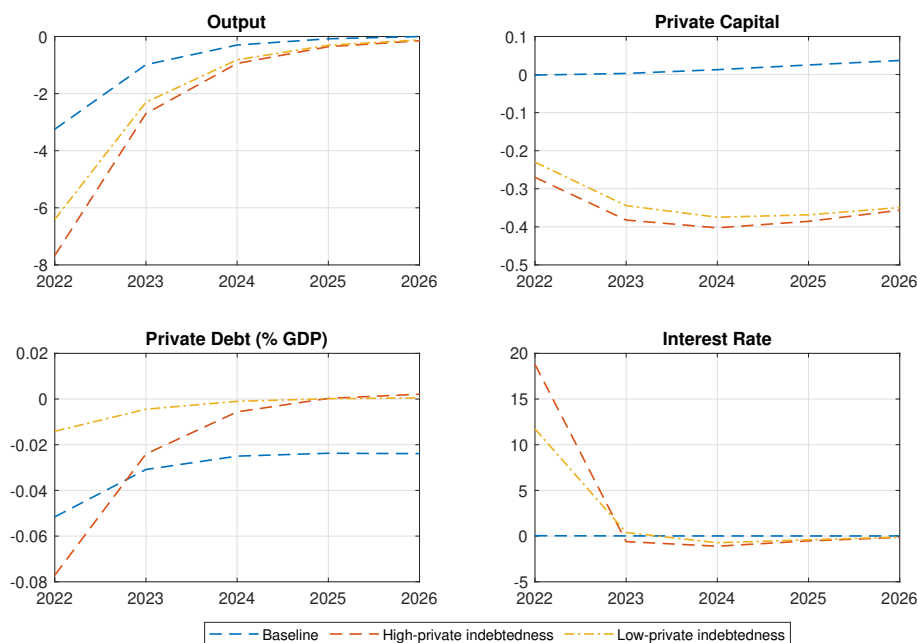 Output
0
-2
-4
-6
-8
2022 2023 2024 2025 2026
Private Capital
0.1
0
-0.1
-0.2
-0.3
-0.4
-0.5
2022 2023 2024 2025 2026
Private Debt (% GDP)
0.02
0
-0.02
-0.04
-0.06
-0.08
2022 2023 2024 2025 2026
Interest Rate
20
15
10
5
0
-5
2022 2023 2024 2025 2026
Baseline High-private indebtedness Low-private indebtedness